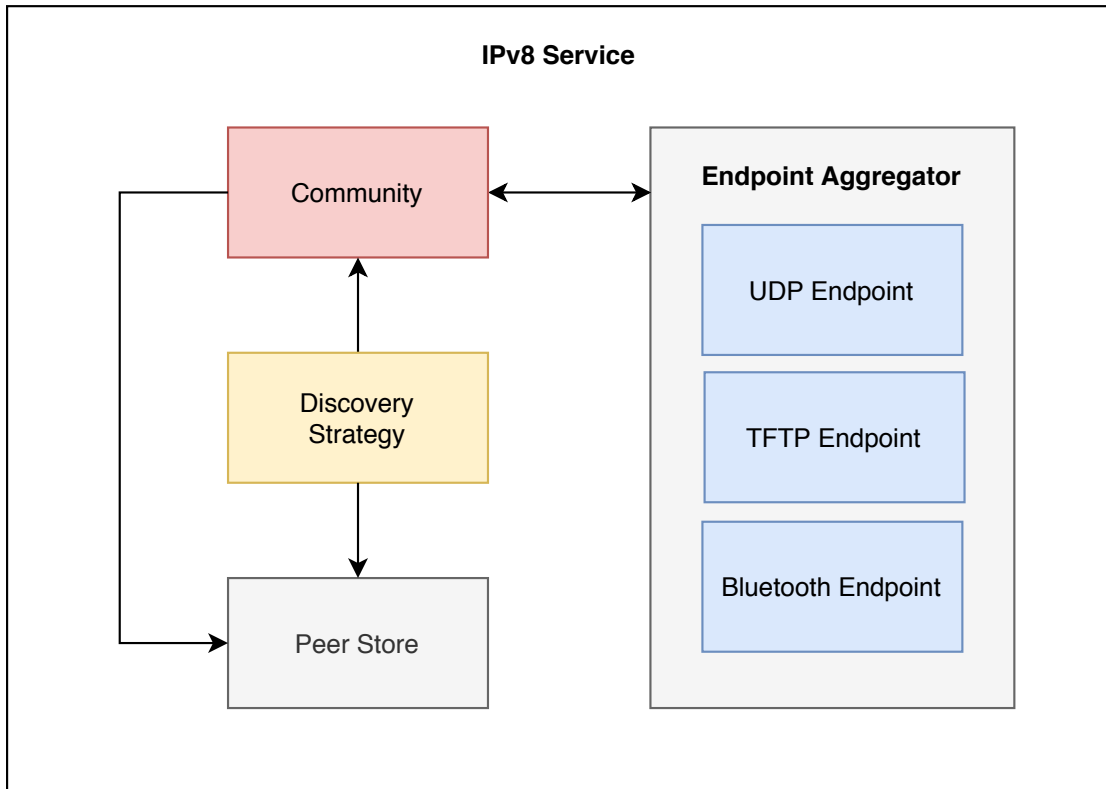 IPv8 Service
Community
Endpoint Aggregator
UDP Endpoint
Discovery
Strategy
TFTP Endpoint
Bluetooth Endpoint
Peer Store